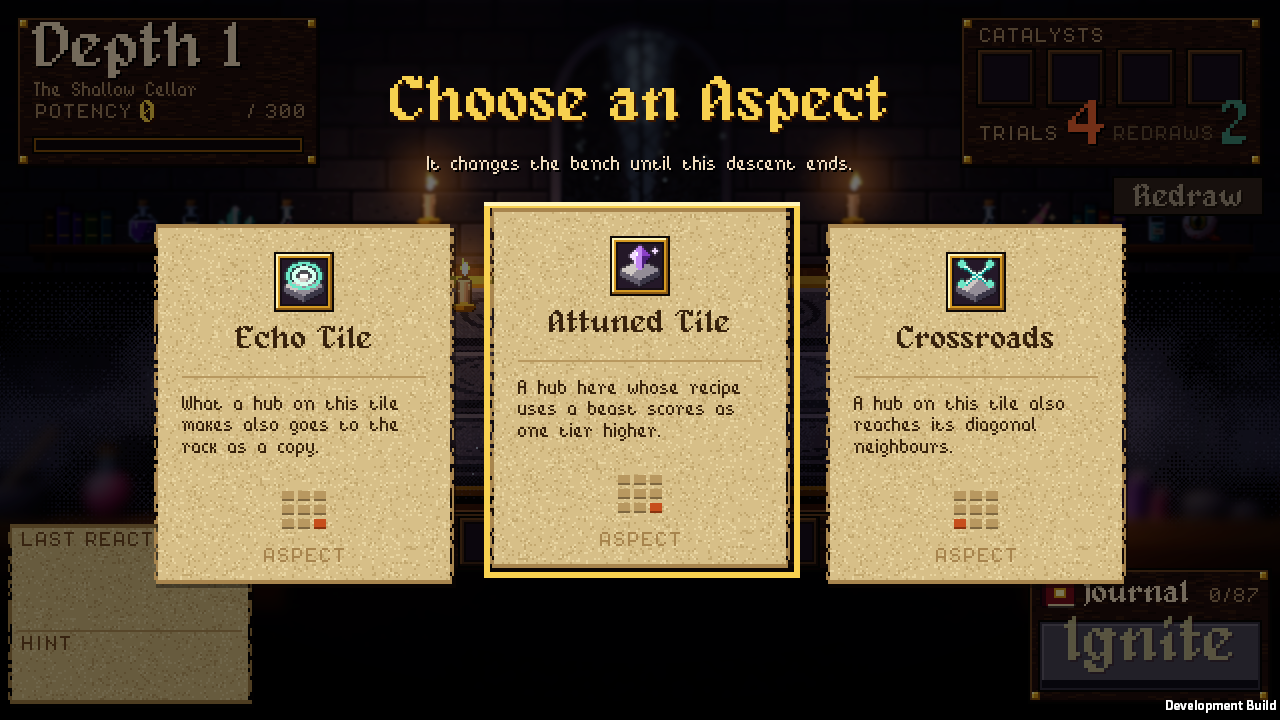 Depth 1
The Shallow Cellar
POTENCY 0 / 300
Choose an Aspect
It changes the bench until this descent ends.
CATALYSTS
TRIALS 4 REDRAWS 2
Redraw
Echo Tile
What a hub on this tile
makes also goes to the
rack as a copy.
ASPECT
Attuned Tile
A hub here whose recipe
uses a beast scores as
one tier higher.
ASPECT
Crossroads
A hub on this tile also
reaches its diagonal
neighbours.
ASPECT
LAST REACT
HINT
Journal 0/87
Ignite
Development Build